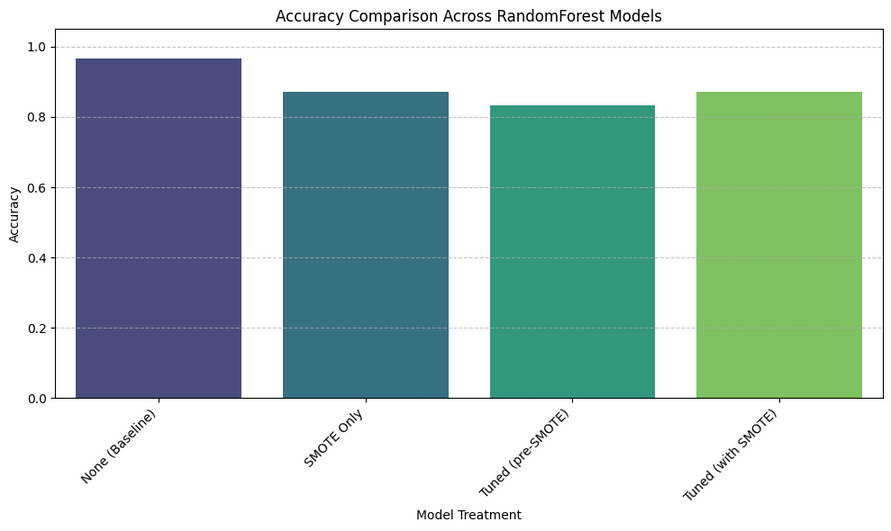 Accuracy Comparison Across RandomForest Models
1.0
0.8
0.6
0.4
0.2
0.0
Accuracy
None (Baseline)
SMOTE Only
Tuned (pre-SMOTE)
Tuned (with SMOTE)
Model Treatment